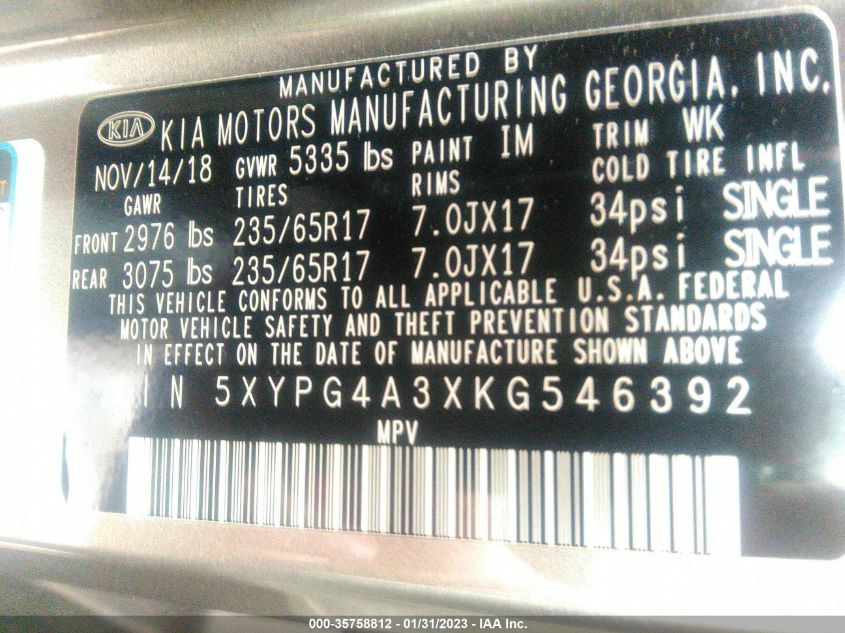 MANUFACTURED BY
KIA KIA MOTORS MANUFACTURING GEORGIA, INC.
NOV/14/18 GVWR 5335 lbs PAINT IM TRIM WK
GAWR TIRES RIMS COLD TIRE INFL
FRONT 2976 lbs 235/65R17 7.0JX17 34psi SINGLE
REAR 3075 lbs 235/65R17 7.0JX17 34psi SINGLE
THIS VEHICLE CONFORMS TO ALL APPLICABLE U.S.A. FEDERAL
MOTOR VEHICLE SAFETY AND THEFT PREVENTION STANDARDS
IN EFFECT ON THE DATE OF MANUFACTURE SHOWN ABOVE
IN 5XYPG4A3XKG546392
MPV
000-35758812 - 01/31/2023 - IAA Inc.